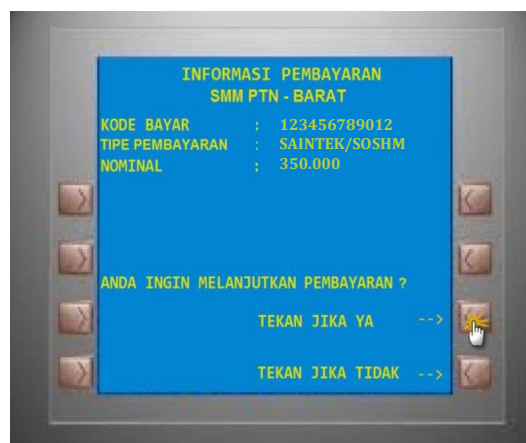 INFORMASI PEMBAYARAN
SMM PTN - BARAT
KODE BAYAR : 123456789012
TIPE PEMBAYARAN : SAINTEK/SOSHM
NOMINAL : 350.000
ANDA INGIN MELANJUTKAN PEMBAYARAN ?
TEKAN JIKA YA -->
TEKAN JIKA TIDAK -->